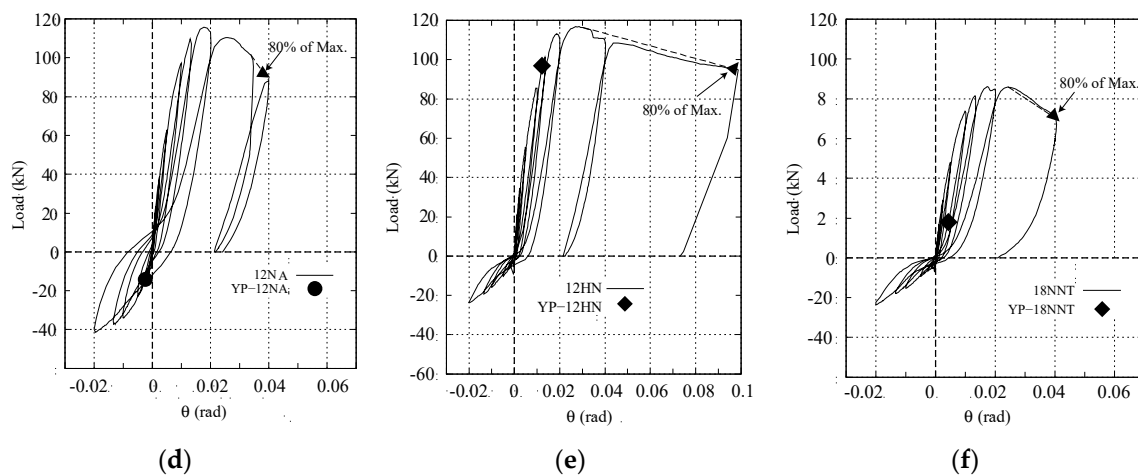 120
100
80
60
40
20
0
-20
-40
Load (kN)
80% of Max.
12NA
YP−12NA
-0.02
0
0.02
0.04
0.06
θ (rad)
(d)
120
100
80
60
40
20
0
-20
-40
-60
Load (kN)
80% of Max.
12HN
YP−12HN
-0.02
0
0.02
0.04
0.06
0.08
0.1
θ (rad)
(e)
120
100
8
6
4
2
0
-20
-40
Load (kN)
80% of Max.
18NNT
YP−18NNT
-0.02
0
0.02
0.04
0.06
θ (rad)
(f)